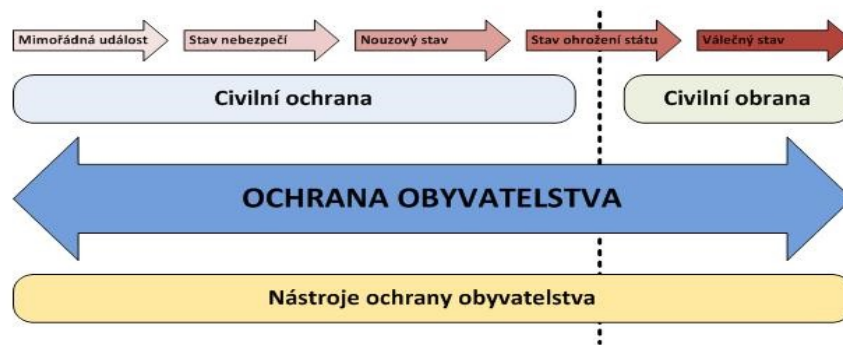 Mimořádná událost
Stav nebezpečí
Nouzový stav
Stav ohrožení státu
Válečný stav
Civilní ochrana
Civilní obrana
OCHRANA OBYVATELSTVA
Nástroje ochrany obyvatelstva